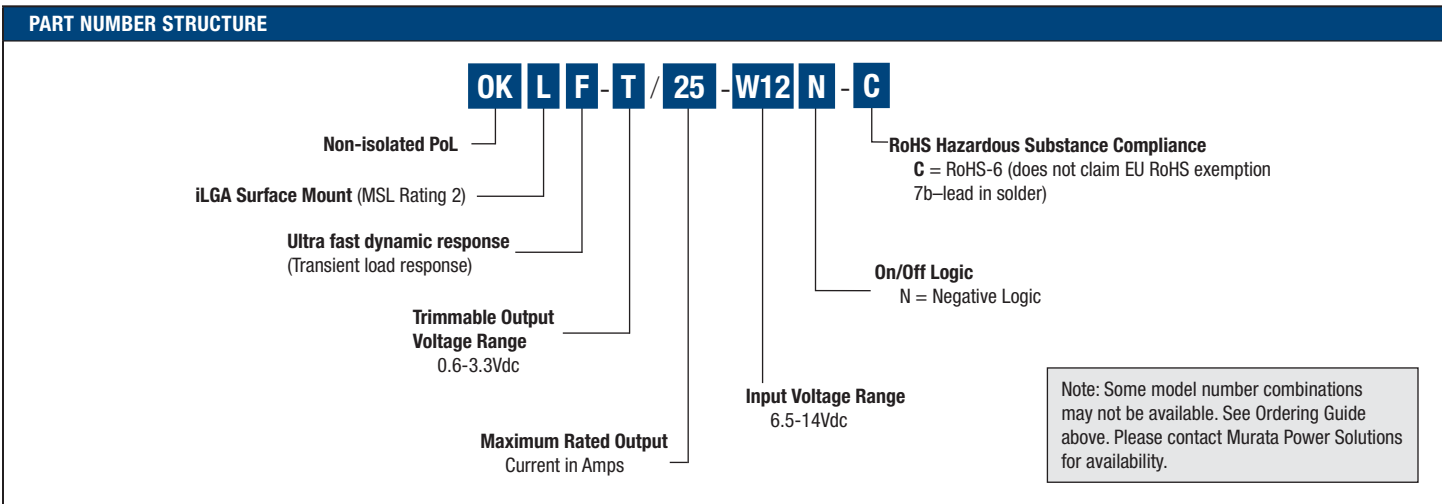 PART NUMBER STRUCTURE
OK L F - T / 25 - W12 N - C
Non-isolated PoL
iLGA Surface Mount (MSL Rating 2)
Ultra fast dynamic response
(Transient load response)
Trimmable Output
Voltage Range
0.6-3.3Vdc
Maximum Rated Output
Current in Amps
Input Voltage Range
6.5-14Vdc
On/Off Logic
N = Negative Logic
RoHS Hazardous Substance Compliance
C = RoHS-6 (does not claim EU RoHS exemption
7b–lead in solder)
Note: Some model number combinations
may not be available. See Ordering Guide
above. Please contact Murata Power Solutions
for availability.